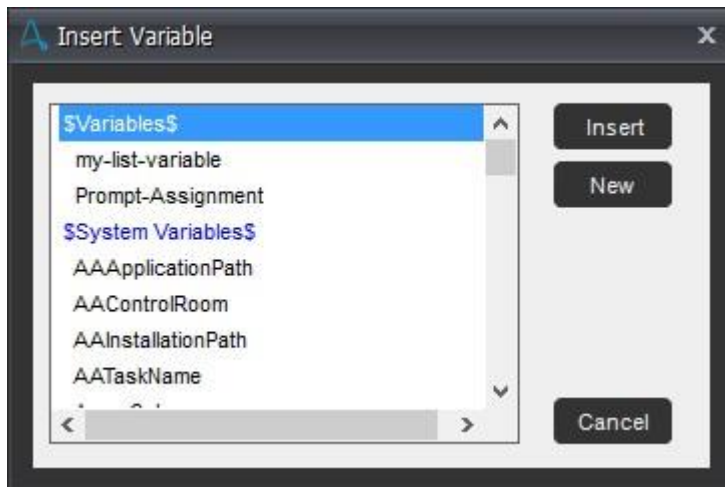 Insert Variable
$Variables$
my-list-variable
Prompt-Assignment
$System Variables$
AAApplicationPath
AAControlRoom
AAInstallationPath
AATaskName
Insert
New
Cancel